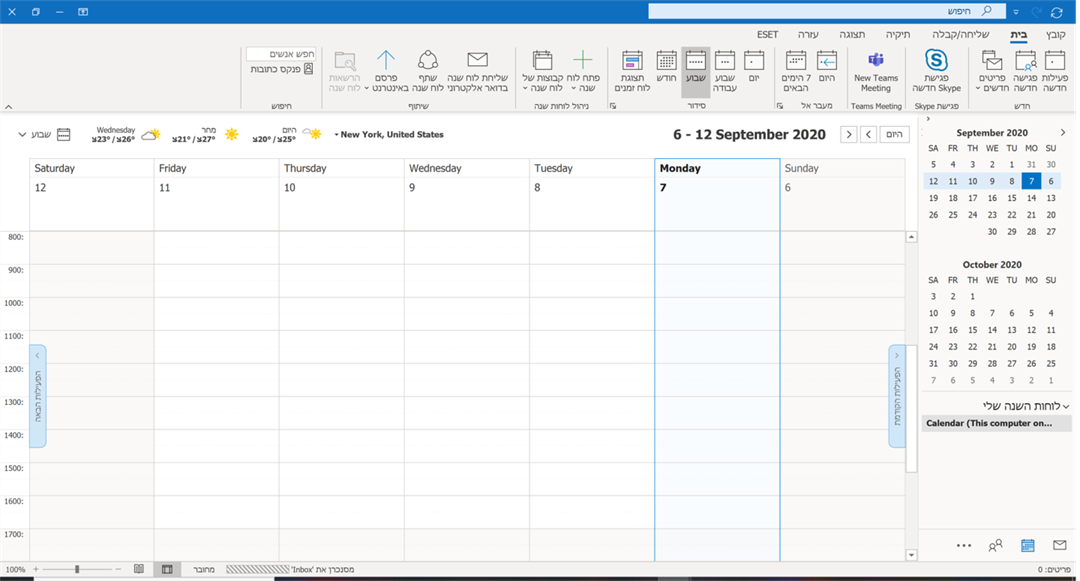 חיפוש
קובץ
בית
שליחה/קבלה
תיקיה
תצוגה
עזרה
ESET
פעילות חדשה
פגישה חדשה
פריטים חדשים
חדש
פגישת Skype חדשה
פגישת Skype
New Teams Meeting
Teams Meeting
היום
7 הימים הבאים
מעבר אל
יום
שבוע עבודה
שבוע
חודש
תצוגת לוח זמנים
סידור
פתח לוח שנה
קבוצות של לוח שנה
ניהול לוחות שנה
שליחת לוח שנה בדואר אלקטרוני
שתף לוח שנה
פרסם באינטרנט
הרשאות לוח שנה
שיתוף
חפש אנשים
פנקס כתובות
חיפוש
היום
6 - 12 September 2020
New York, United States
היום
25°צ / 20°צ
מחר
27°צ / 21°צ
Wednesday
26°צ / 23°צ
שבוע
Saturday Friday Thursday Wednesday Tuesday Monday Sunday
12 11 10 9 8 7 6
800:
900:
1000:
1100:
1200:
1300:
1400:
1500:
1600:
1700:
הפעילות הבאה
הפעילות הקודמת
September 2020
SA FR TH WE TU MO SU
5 4 3 2 1 31 30
12 11 10 9 8 7 6
19 18 17 16 15 14 13
26 25 24 23 22 21 20
30 29 28 27
October 2020
SA FR TH WE TU MO SU
3 2 1
10 9 8 7 6 5 4
17 16 15 14 13 12 11
24 23 22 21 20 19 18
31 30 29 28 27 26 25
7 6 5 4 3 2 1
לוחות השנה שלי
Calendar (This computer on...
פריטים: 0
מסנכרן את 'Inbox'
מחובר
100%